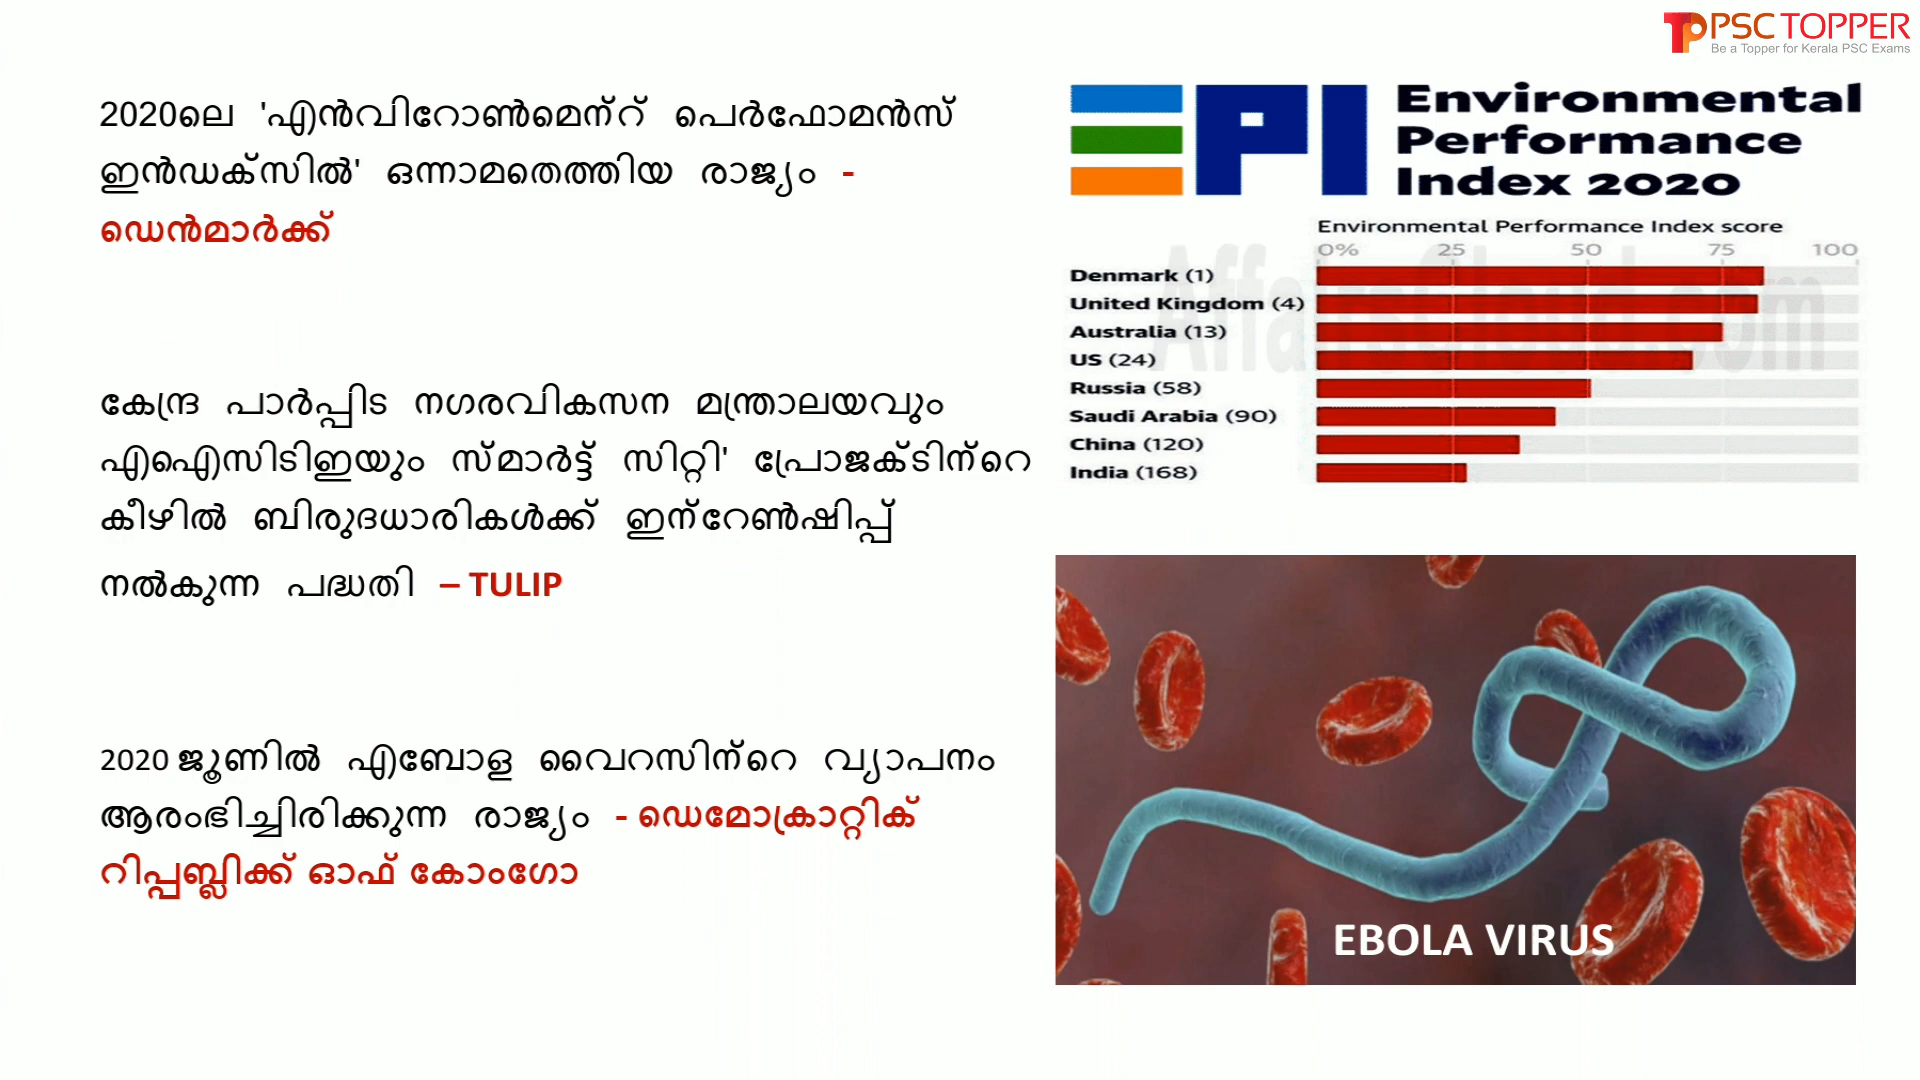 PSC TOPPER
Be a Topper for Kerala PSC Exams
2020ലെ 'എൻവിറോൺമെന്റ് പെർഫോമൻസ്
ഇൻഡക്സിൽ' ഒന്നാമതെത്തിയ രാജ്യം -
ഡെൻമാർക്ക്
കേന്ദ്ര പാർപ്പിട നഗരവികസന മന്ത്രാലയവും
എഐസിടിഇയും സ്മാർട്ട് സിറ്റി' പ്രോജക്ടിന്റെ
കീഴിൽ ബിരുദധാരികൾക്ക് ഇന്റേൺഷിപ്പ്
നൽകുന്ന പദ്ധതി – TULIP
2020 ജൂണിൽ എബോള വൈറസിന്റെ വ്യാപനം
ആരംഭിച്ചിരിക്കുന്ന രാജ്യം - ഡെമോക്രാറ്റിക്
റിപ്പബ്ലിക്ക് ഓഫ് കോംഗോ
EPI
Environmental
Performance
Index 2020
Environmental Performance Index score
0% 25 50 75 100
Denmark (1)
United Kingdom (4)
Australia (13)
US (24)
Russia (58)
Saudi Arabia (90)
China (120)
India (168)
AffairsCloud.com
EBOLA VIRUS